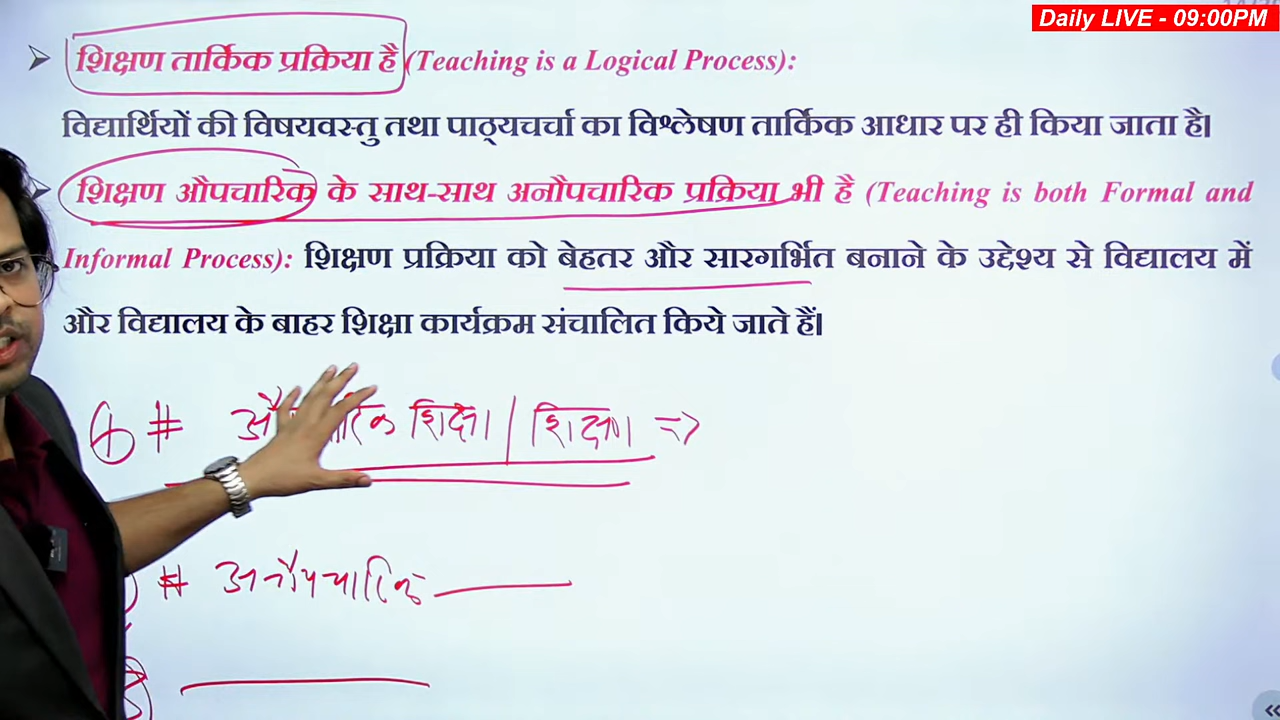 Daily LIVE - 09:00PM
➤ शिक्षण तार्किक प्रक्रिया है (Teaching is a Logical Process):
विद्यार्थियों की विषयवस्तु तथा पाठ्यचर्चा का विश्लेषण तार्किक आधार पर ही किया जाता है।
➤ शिक्षण औपचारिक के साथ-साथ अनौपचारिक प्रक्रिया भी है (Teaching is both Formal and
Informal Process): शिक्षण प्रक्रिया को बेहतर और सारगर्भित बनाने के उद्देश्य से विद्यालय में
और विद्यालय के बाहर शिक्षा कार्यक्रम संचालित किये जाते हैं।
# शिक्षा / शिक्षण =>
# अनौपचारिक